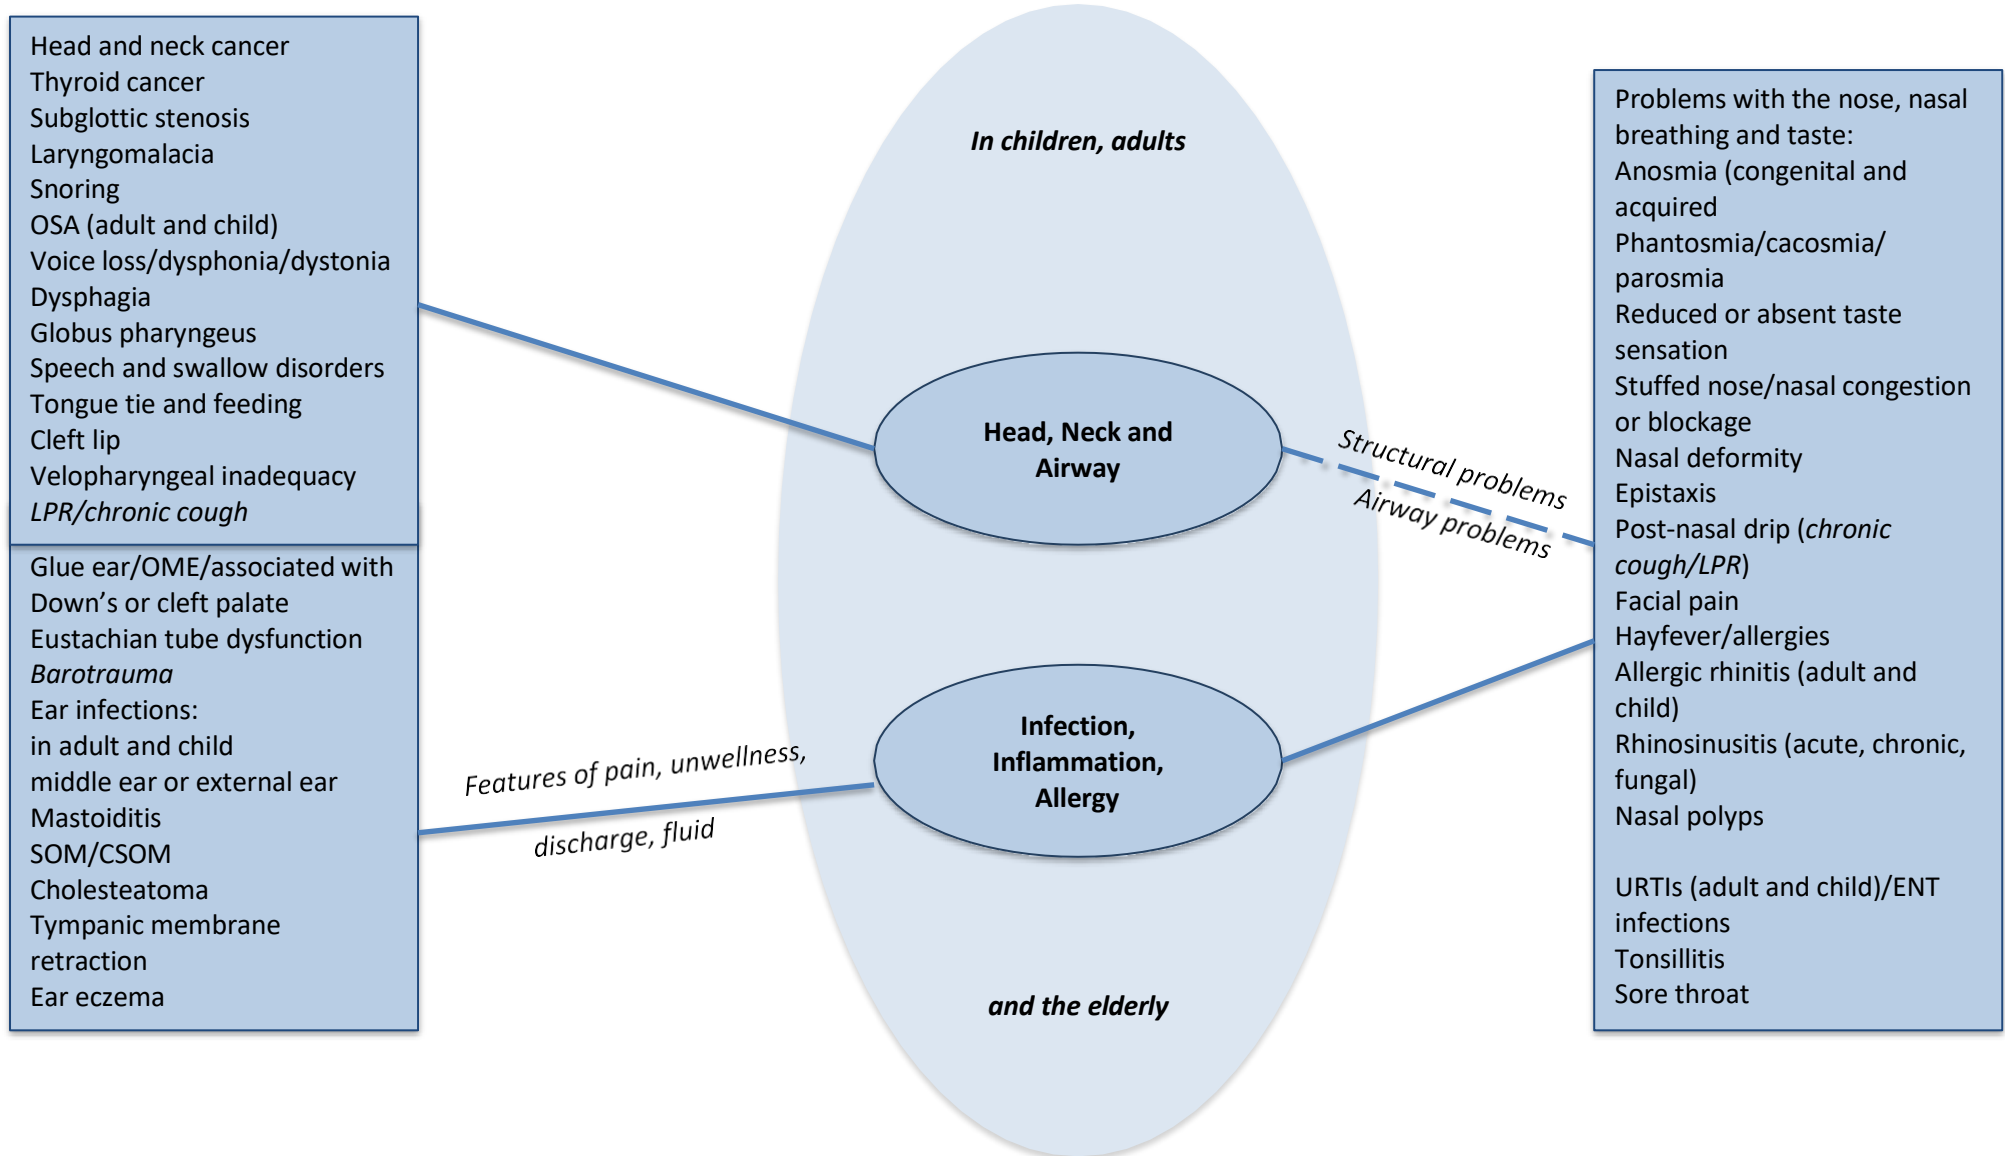 Head and neck cancer
Thyroid cancer
Subglottic stenosis
Laryngomalacia
Snoring
OSA (adult and child)
Voice loss/dysphonia/dystonia
Dysphagia
Globus pharyngeus
Speech and swallow disorders
Tongue tie and feeding
Cleft lip
Velopharyngeal inadequacy
LPR/chronic cough
Glue ear/OME/associated with
Down’s or cleft palate
Eustachian tube dysfunction
Barotrauma
Ear infections:
in adult and child
middle ear or external ear
Mastoiditis
SOM/CSOM
Cholesteatoma
Tympanic membrane
retraction
Ear eczema
Features of pain, unwellness,
discharge, fluid
In children, adults
Head, Neck and
Airway
Infection,
Inflammation,
Allergy
and the elderly
Structural problems
Airway problems
Problems with the nose, nasal
breathing and taste:
Anosmia (congenital and
acquired
Phantosmia/cacosmia/
parosmia
Reduced or absent taste
sensation
Stuffed nose/nasal congestion
or blockage
Nasal deformity
Epistaxis
Post-nasal drip (chronic
cough/LPR)
Facial pain
Hayfever/allergies
Allergic rhinitis (adult and
child)
Rhinosinusitis (acute, chronic,
fungal)
Nasal polyps
URTIs (adult and child)/ENT
infections
Tonsillitis
Sore throat